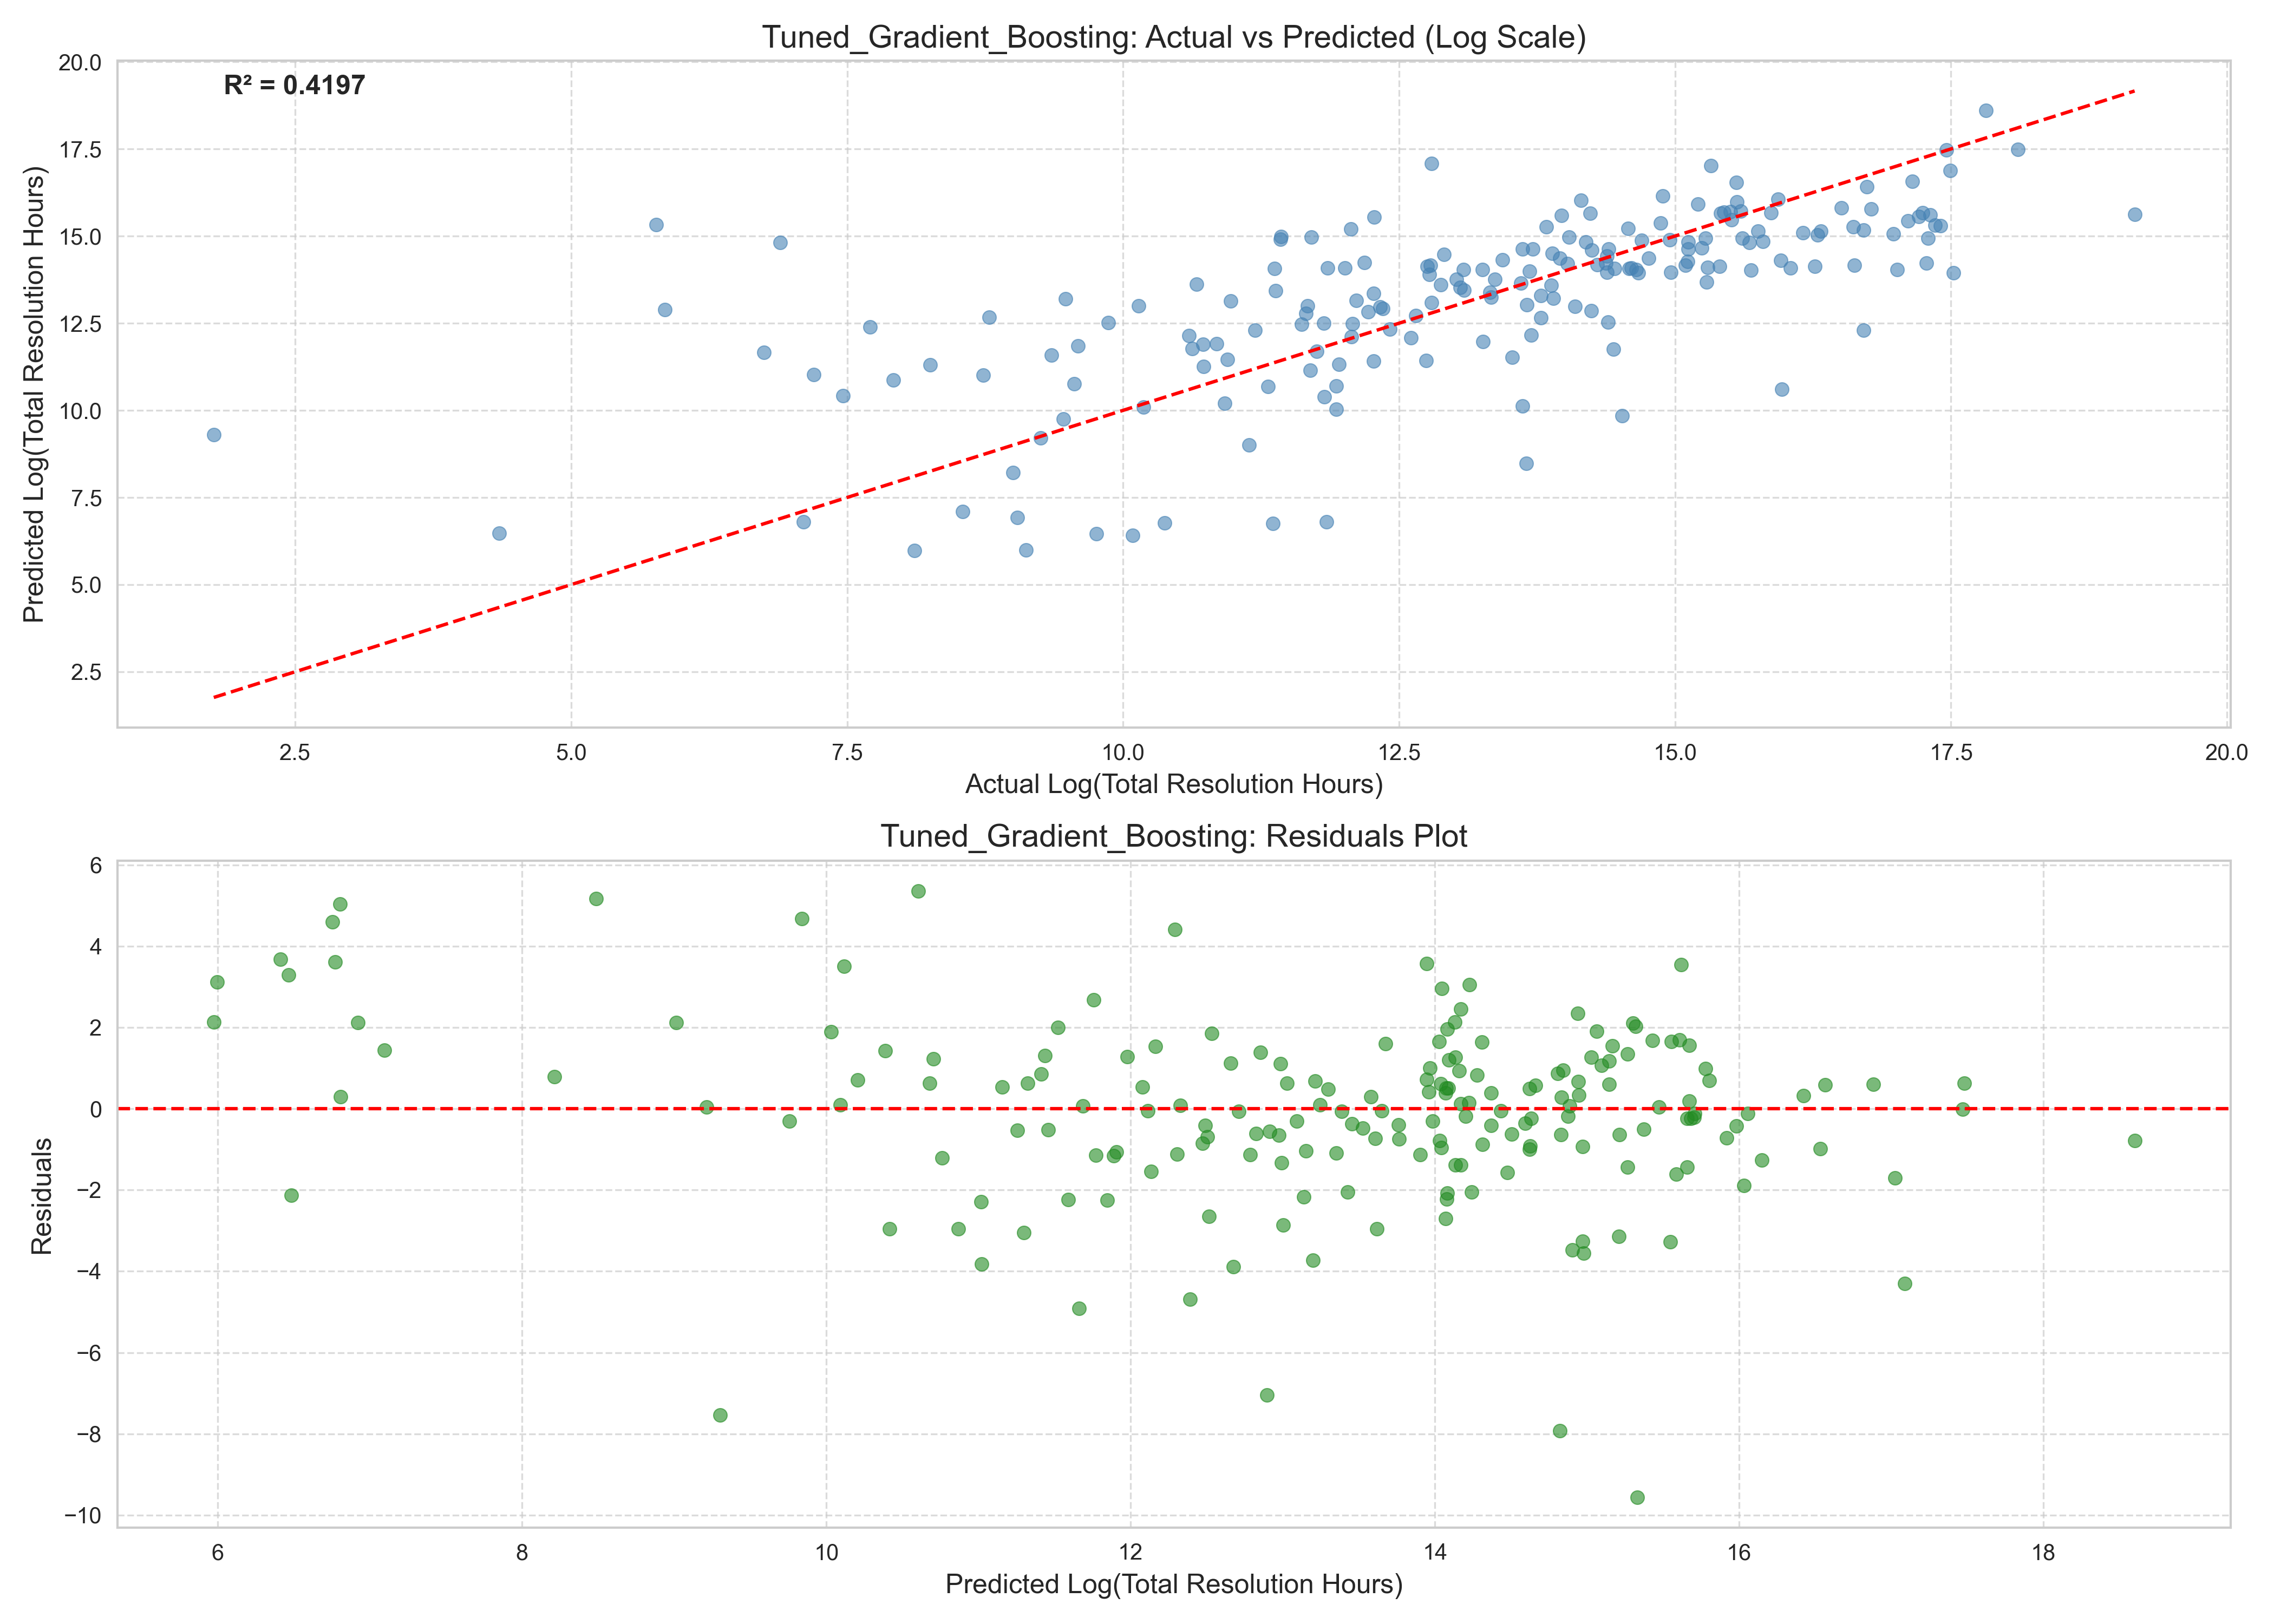 Tuned_Gradient_Boosting: Actual vs Predicted (Log Scale)
R² = 0.4197
Predicted Log(Total Resolution Hours)
20.0
17.5
15.0
12.5
10.0
7.5
5.0
2.5
2.5 5.0 7.5 10.0 12.5 15.0 17.5 20.0
Actual Log(Total Resolution Hours)
Tuned_Gradient_Boosting: Residuals Plot
Residuals
6
4
2
0
−2
−4
−6
−8
−10
6 8 10 12 14 16 18
Predicted Log(Total Resolution Hours)